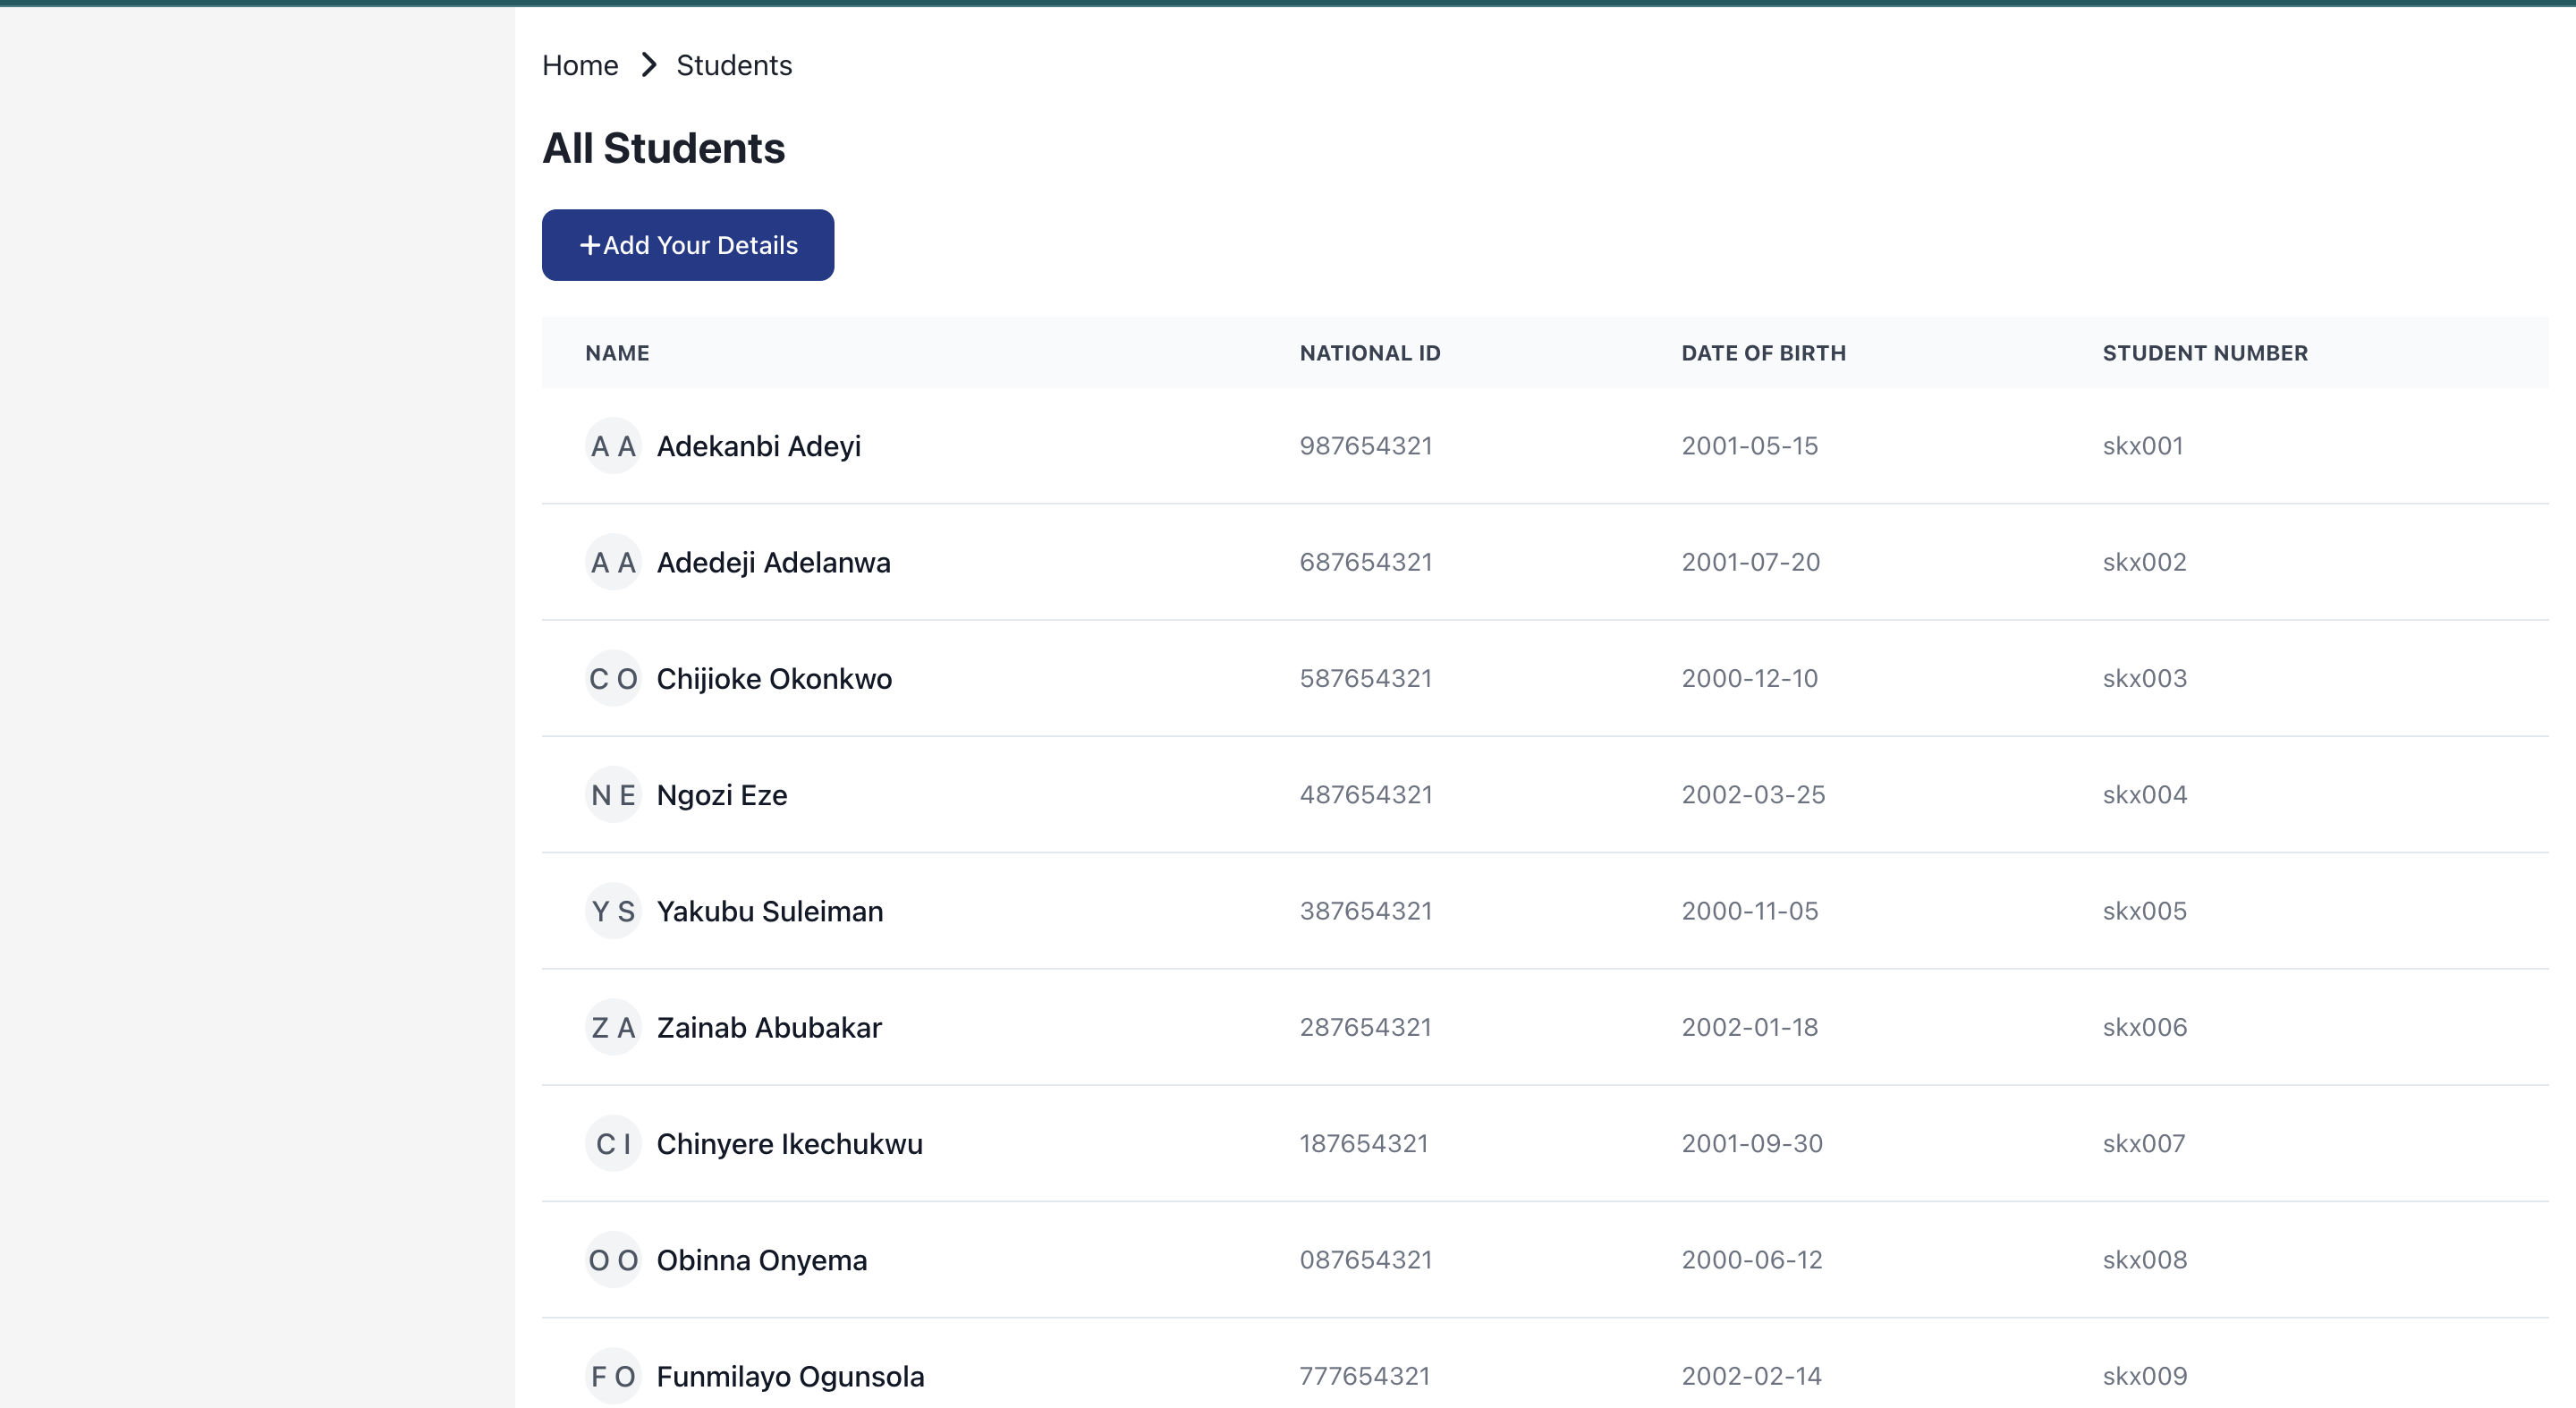 Home > Students
All Students
+Add Your Details
NAME NATIONAL ID DATE OF BIRTH STUDENT NUMBER
A A Adekanbi Adeyi 987654321 2001-05-15 skx001
A A Adedeji Adelanwa 687654321 2001-07-20 skx002
C O Chijioke Okonkwo 587654321 2000-12-10 skx003
N E Ngozi Eze 487654321 2002-03-25 skx004
Y S Yakubu Suleiman 387654321 2000-11-05 skx005
Z A Zainab Abubakar 287654321 2002-01-18 skx006
C I Chinyere Ikechukwu 187654321 2001-09-30 skx007
O O Obinna Onyema 087654321 2000-06-12 skx008
F O Funmilayo Ogunsola 777654321 2002-02-14 skx009